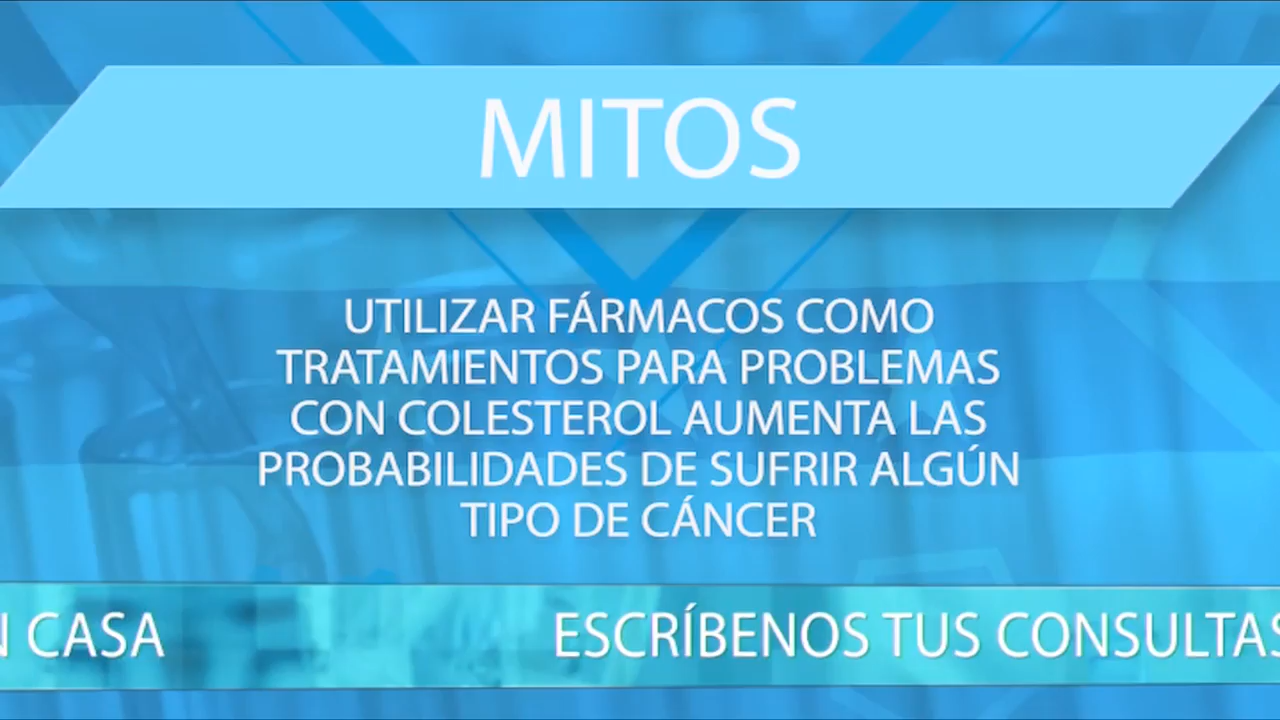 MITOS
UTILIZAR FÁRMACOS COMO
TRATAMIENTOS PARA PROBLEMAS
CON COLESTEROL AUMENTA LAS
PROBABILIDADES DE SUFRIR ALGÚN
TIPO DE CÁNCER
N CASA ESCRÍBENOS TUS CONSULTAS